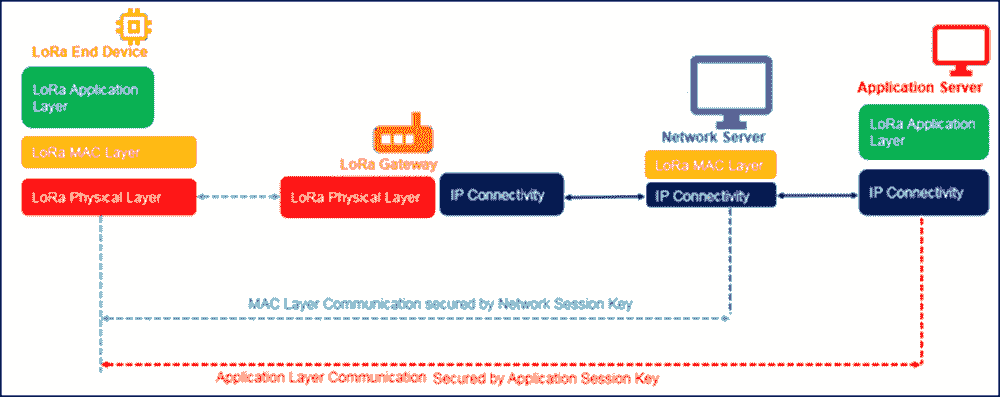 LoRa End Device
LoRa Application
Layer
LoRa MAC Layer
LoRa Physical Layer
LoRa Gateway
LoRa Physical Layer
IP Connectivity
Network Server
LoRa MAC Layer
IP Connectivity
Application Server
LoRa Application
Layer
IP Connectivity
MAC Layer Communication secured by Network Session Key
Application Layer Communication Secured by Application Session Key